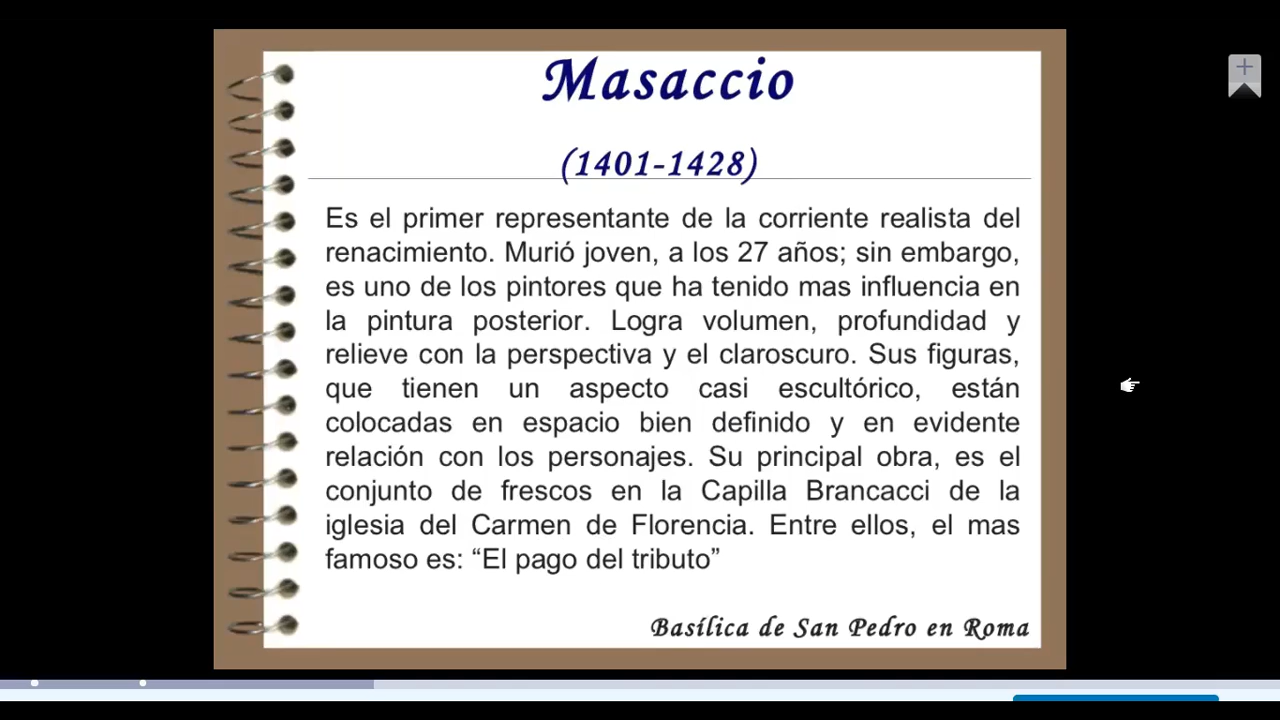 Masaccio
(1401-1428)
Es el primer representante de la corriente realista del
renacimiento. Murió joven, a los 27 años; sin embargo,
es uno de los pintores que ha tenido mas influencia en
la pintura posterior. Logra volumen, profundidad y
relieve con la perspectiva y el claroscuro. Sus figuras,
que tienen un aspecto casi escultórico, están
colocadas en espacio bien definido y en evidente
relación con los personajes. Su principal obra, es el
conjunto de frescos en la Capilla Brancacci de la
iglesia del Carmen de Florencia. Entre ellos, el mas
famoso es: “El pago del tributo”
Basílica de San Pedro en Roma